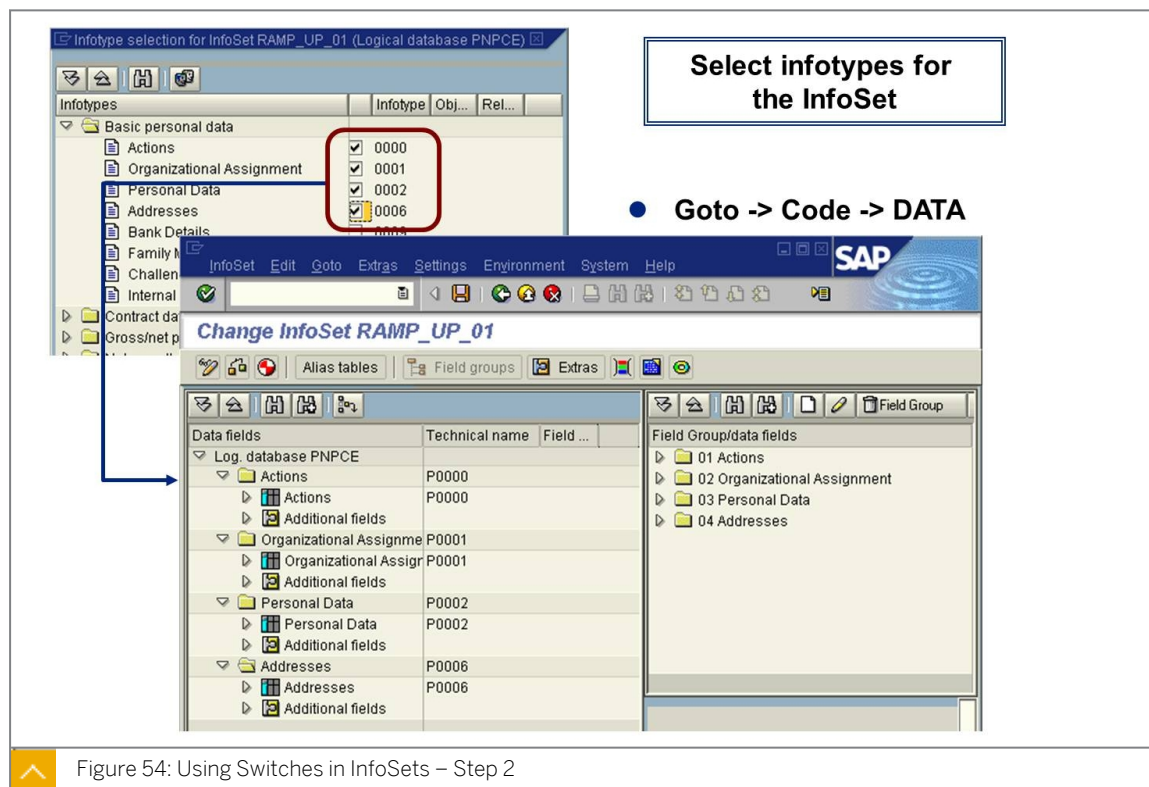 Infotype selection for InfoSet RAMP_UP_01 (Logical database PNPCE)
Infotypes Infotype Obj... Rel...
Basic personal data
Actions 0000
Organizational Assignment 0001
Personal Data 0002
Addresses 0006
Bank Details 0009
Family M
Challen
Internal
Contract da
Gross/net p
Select infotypes for
the InfoSet
Goto -> Code -> DATA
InfoSet Edit Goto Extras Settings Environment System Help
SAP
Change InfoSet RAMP_UP_01
Alias tables Field groups Extras
Data fields Technical name Field ...
Log. database PNPCE
Actions P0000
Actions P0000
Additional fields
Organizational Assignme P0001
Organizational Assigr P0001
Additional fields
Personal Data P0002
Personal Data P0002
Additional fields
Addresses P0006
Addresses P0006
Additional fields
Field Group
Field Group/data fields
01 Actions
02 Organizational Assignment
03 Personal Data
04 Addresses
Figure 54: Using Switches in InfoSets – Step 2